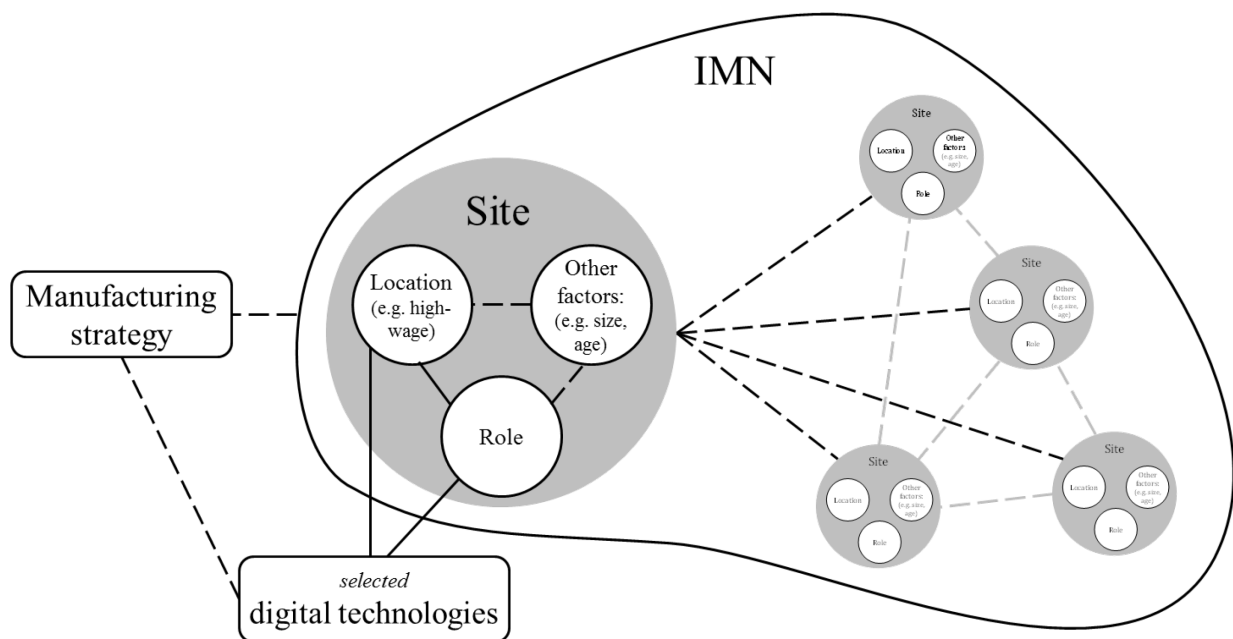 IMN
Manufacturing
strategy
Site
Location
(e.g. high-
wage)
Other
factors:
(e.g. size,
age)
Role
selected
digital technologies
Site
Location
Other
factors
(e.g. size,
age)
Role
Site
Location
Other
factors:
(e.g. size,
age)
Role
Site
Location
Other
factors:
(e.g. size,
age)
Role
Site
Location
Other
factors:
(e.g. size,
age)
Role